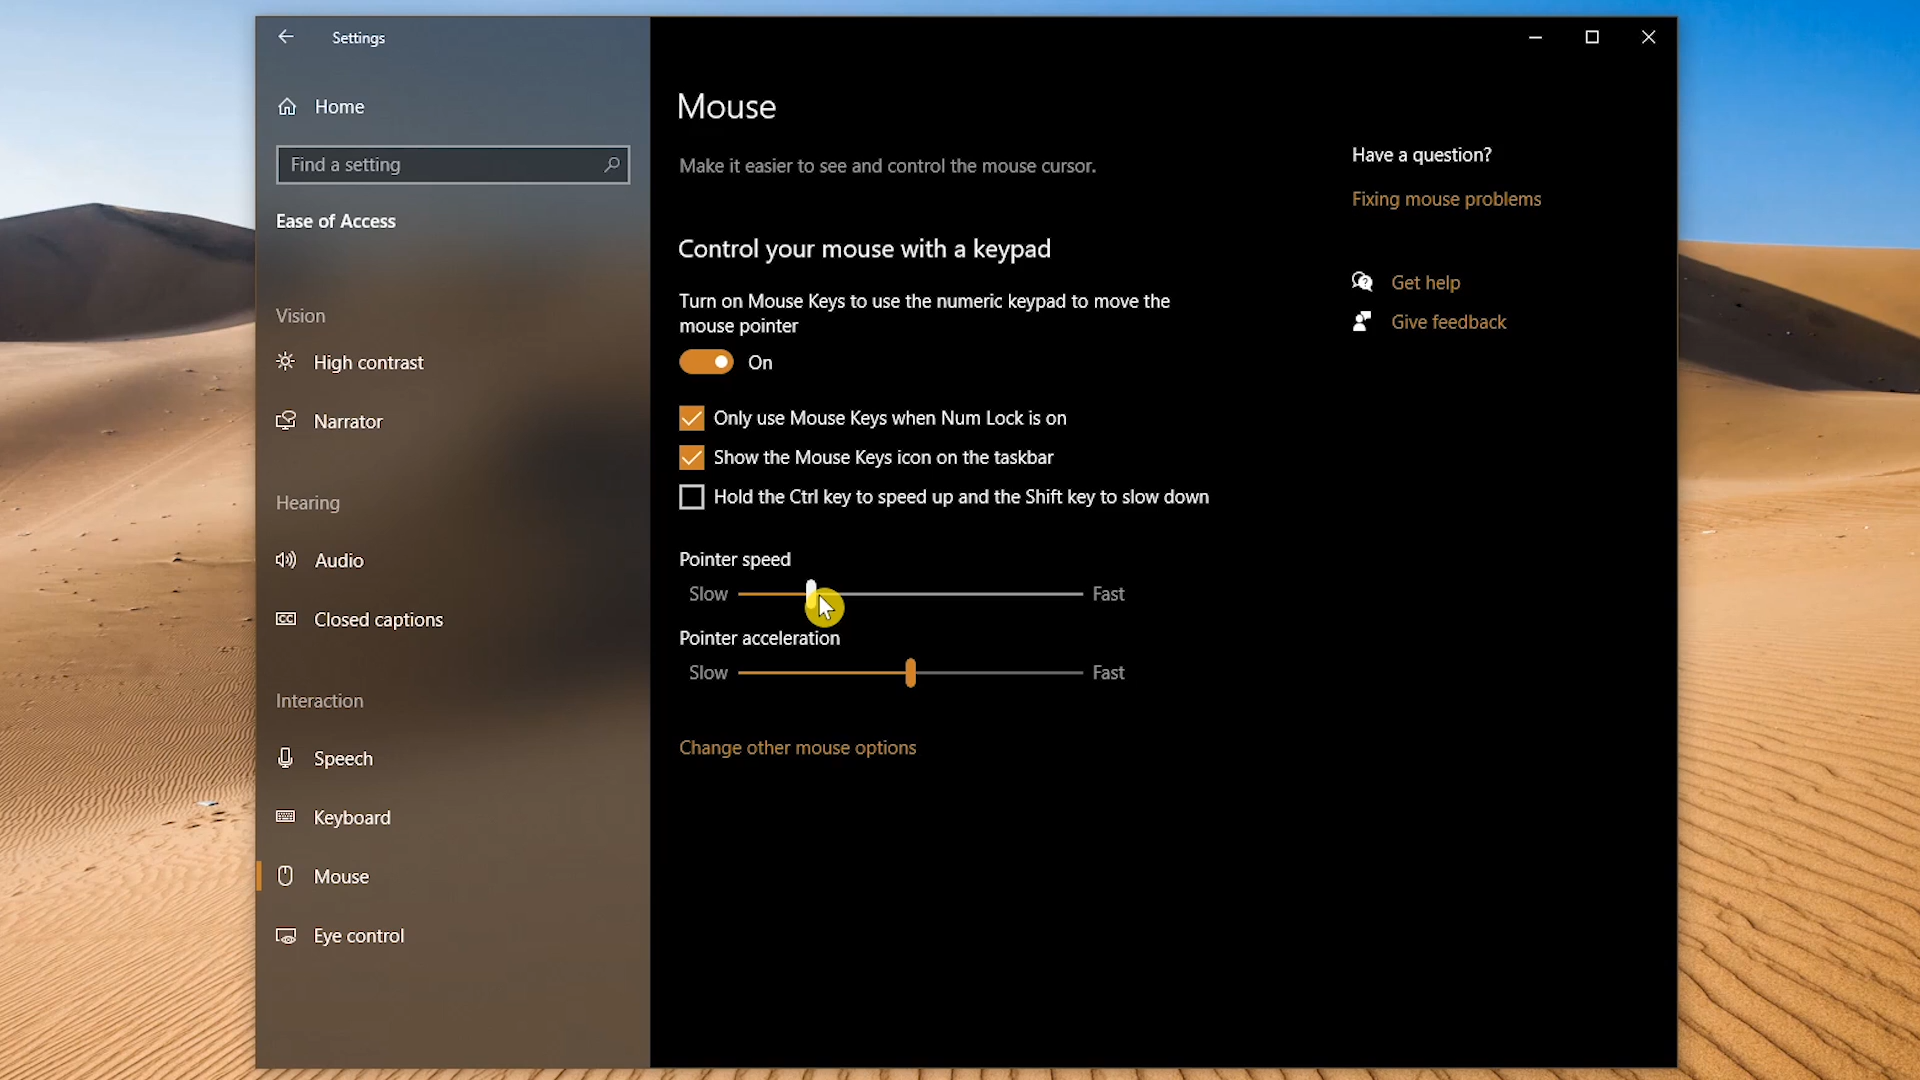 Settings
Home
Find a setting
Ease of Access
Vision
High contrast
Narrator
Hearing
Audio
Closed captions
Interaction
Speech
Keyboard
Mouse
Eye control
Mouse
Make it easier to see and control the mouse cursor.
Control your mouse with a keypad
Turn on Mouse Keys to use the numeric keypad to move the
mouse pointer
On
Only use Mouse Keys when Num Lock is on
Show the Mouse Keys icon on the taskbar
Hold the Ctrl key to speed up and the Shift key to slow down
Pointer speed
Slow Fast
Pointer acceleration
Slow Fast
Change other mouse options
Have a question?
Fixing mouse problems
Get help
Give feedback